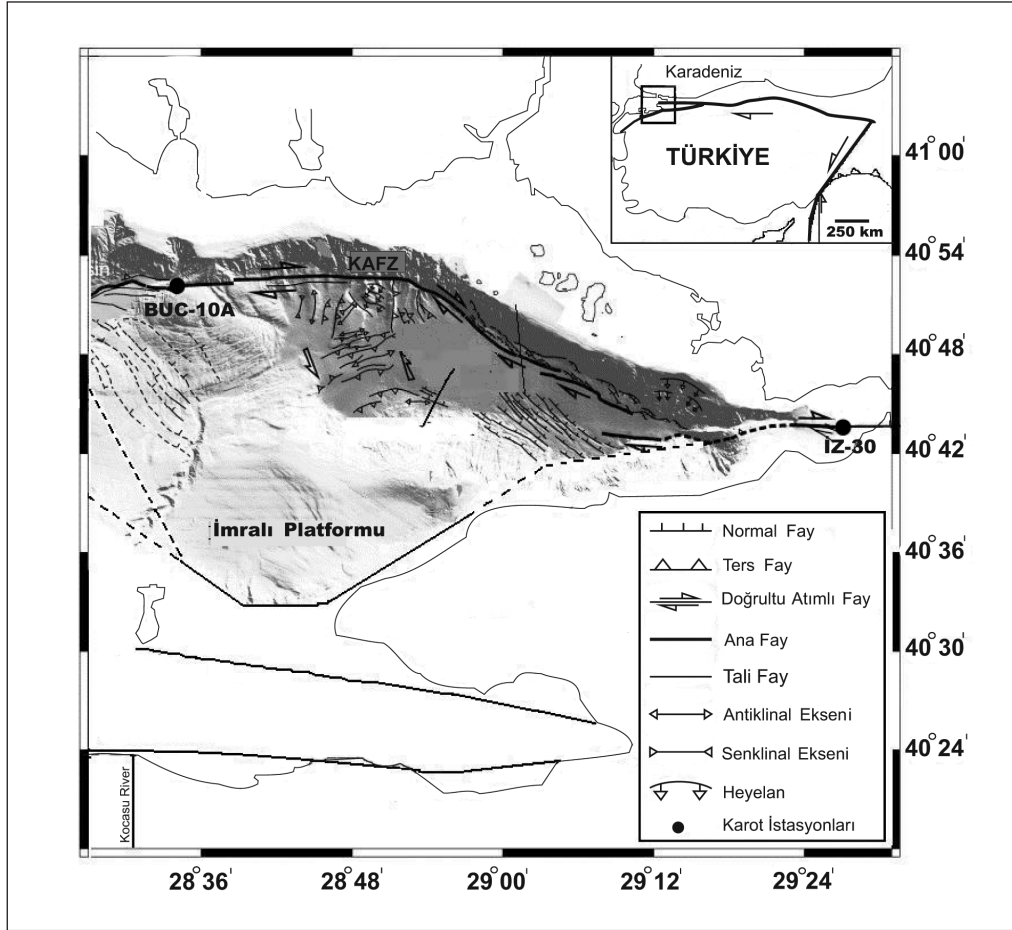 Karadeniz
TÜRKİYE
250 km
41° 00'
40° 54'
40° 48'
40° 42'
40° 36'
40° 30'
40° 24'
KAFZ
BUC-10A
İZ-30
İmralı Platformu
Normal Fay
Ters Fay
Doğrultu Atımlı Fay
Ana Fay
Tali Fay
Antiklinal Ekseni
Senklinal Ekseni
Heyelan
Karot İstasyonları
Kocasu River
28° 36'
28° 48'
29° 00'
29° 12'
29° 24'